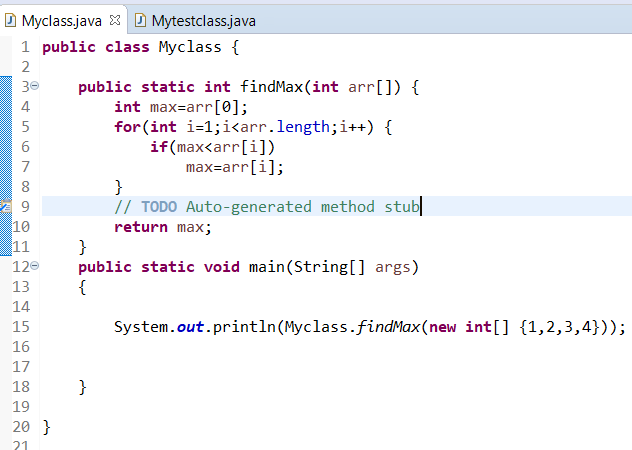 Myclass.java Mytestclass.java
1 public class Myclass {
2
3 public static int findMax(int arr[]) {
4 int max=arr[0];
5 for(int i=1;i<arr.length;i++) {
6 if(max<arr[i])
7 max=arr[i];
8 }
9 // TODO Auto-generated method stub
10 return max;
11 }
12 public static void main(String[] args)
13 {
14
15 System.out.println(Myclass.findMax(new int[] {1,2,3,4}));
16
17
18 }
19
20 }
21